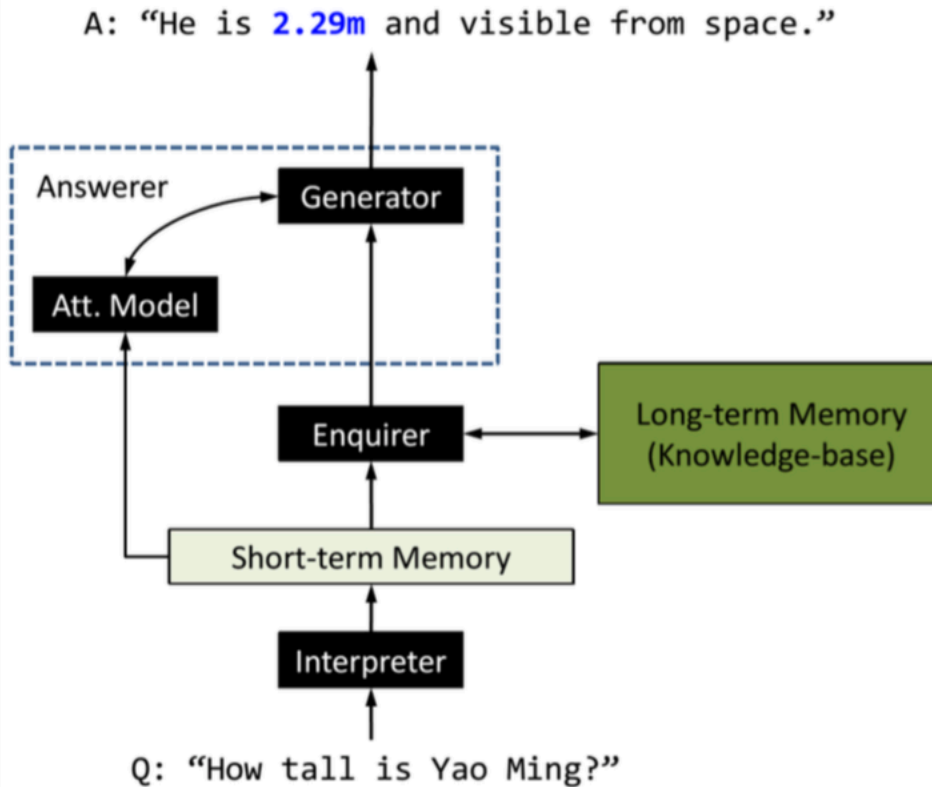 A: “He is 2.29m and visible from space.”
Answerer
Generator
Att. Model
Enquirer
Long-term Memory
(Knowledge-base)
Short-term Memory
Interpreter
Q: “How tall is Yao Ming?”